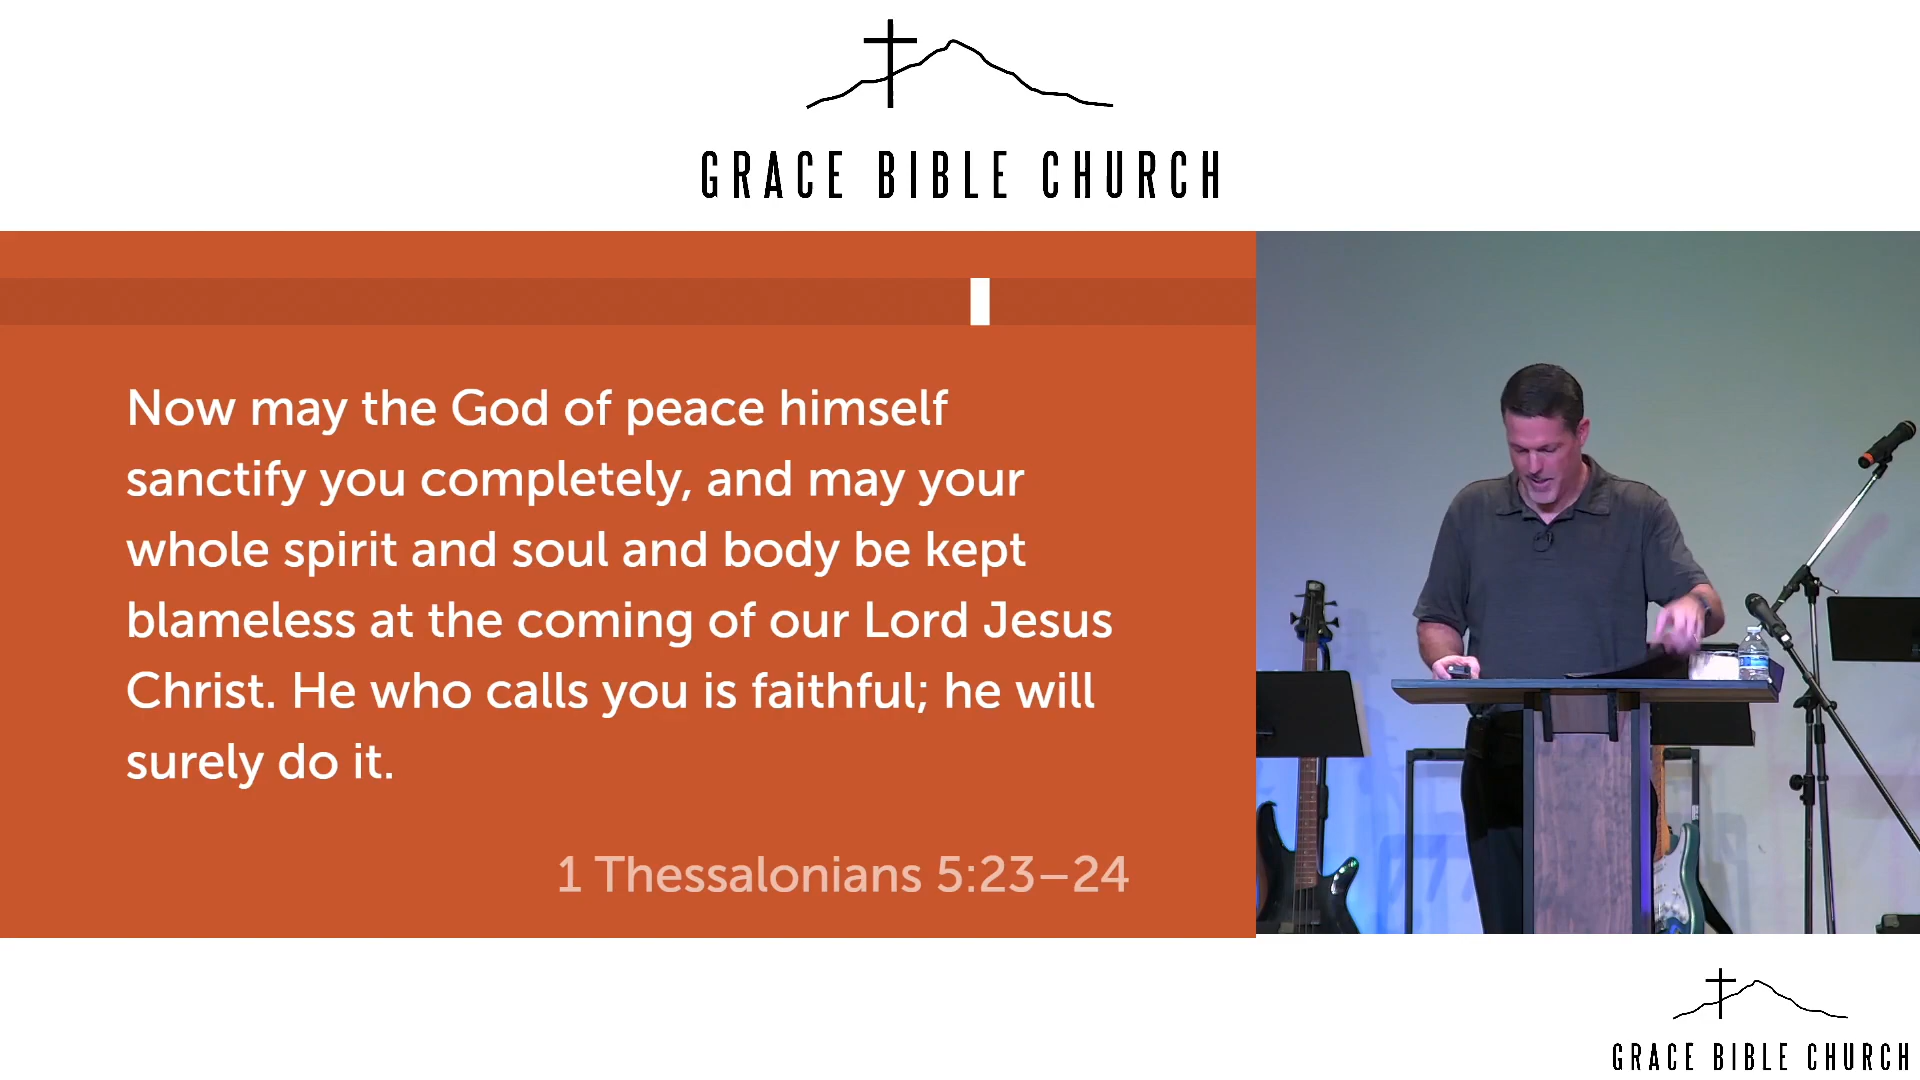 GRACE BIBLE CHURCH
Now may the God of peace himself
sanctify you completely, and may your
whole spirit and soul and body be kept
blameless at the coming of our Lord Jesus
Christ. He who calls you is faithful; he will
surely do it.
1 Thessalonians 5:23–24
GRACE BIBLE CHURCH